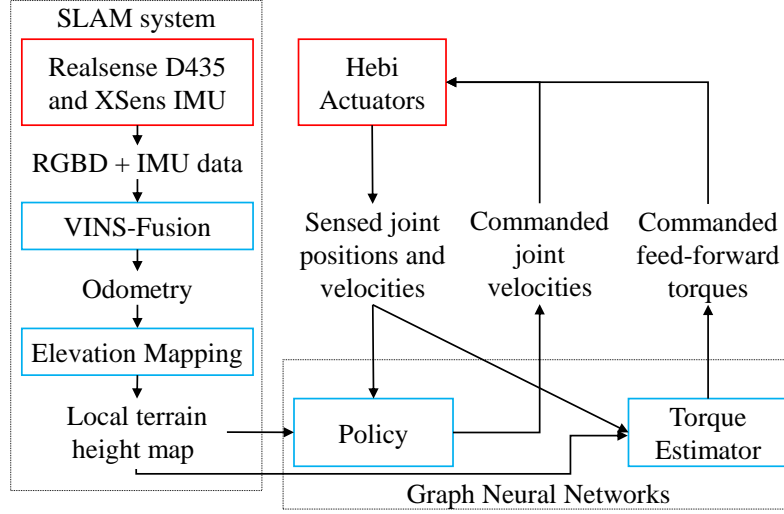 SLAM system
Realsense D435
and XSens IMU
RGBD + IMU data
VINS-Fusion
Odometry
Elevation Mapping
Local terrain
height map
Hebi
Actuators
Sensed joint
positions and
velocities
Commanded
joint
velocities
Commanded
feed-forward
torques
Policy
Torque
Estimator
Graph Neural Networks